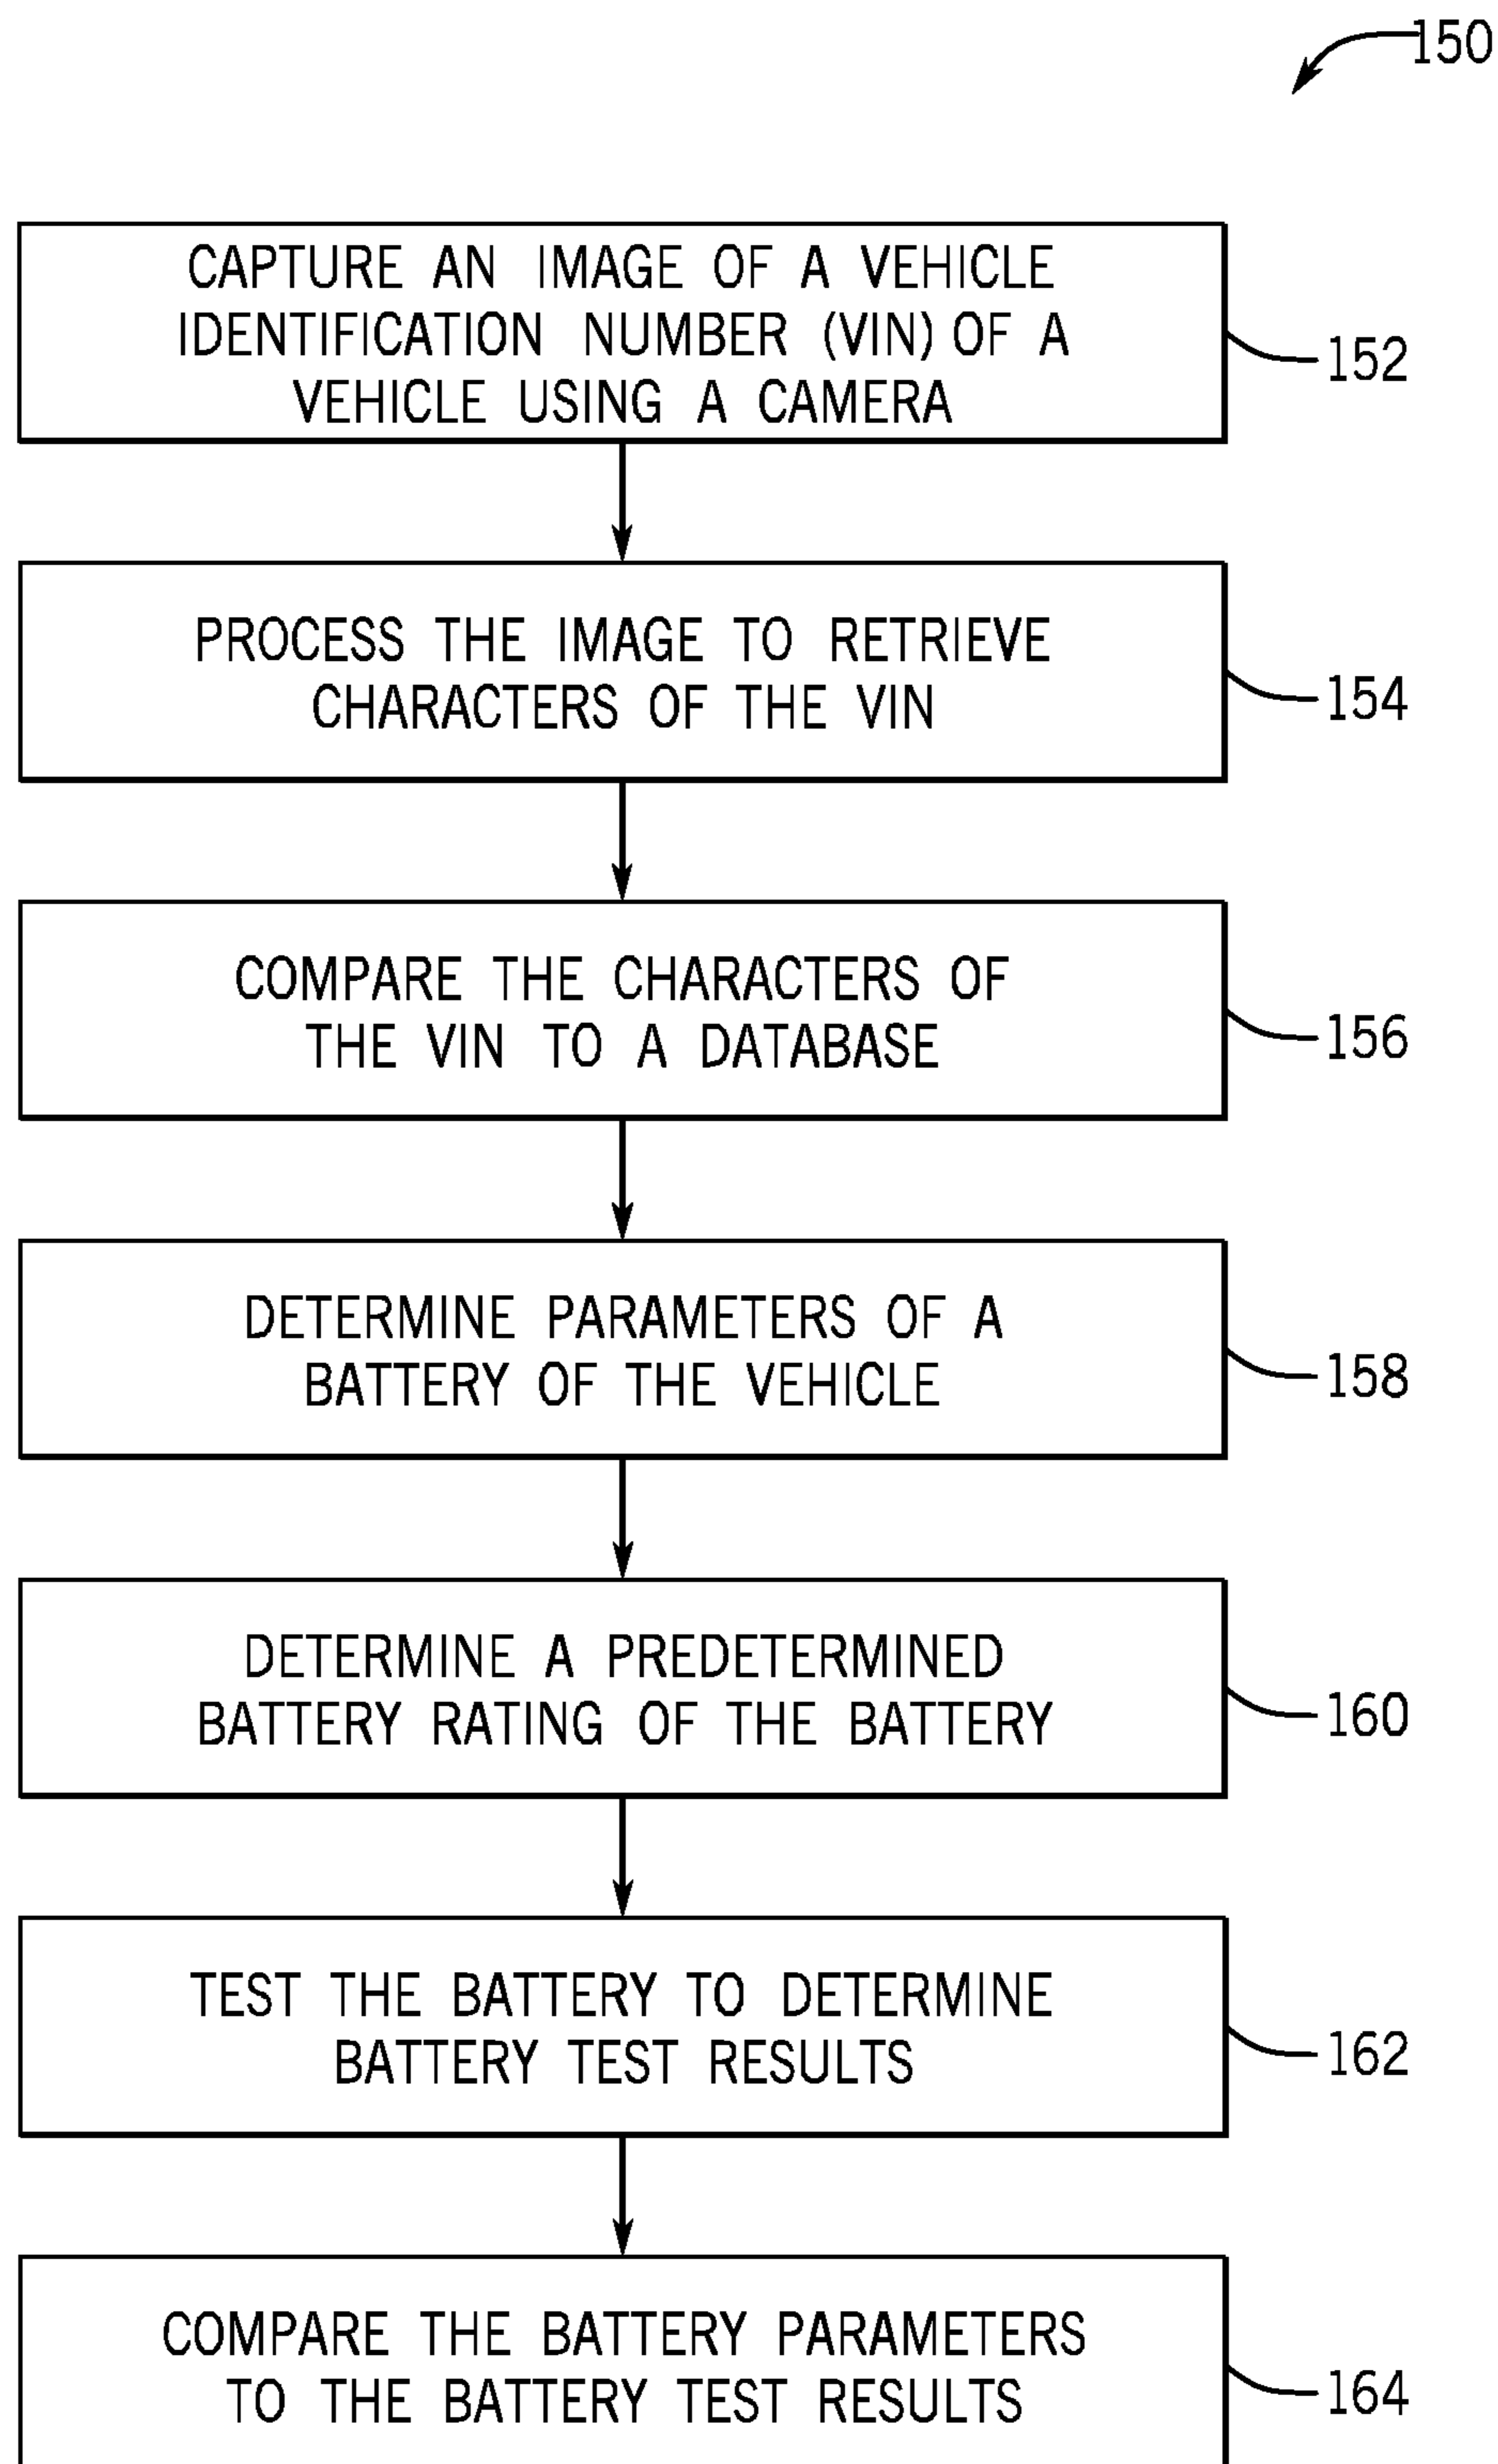 150
CAPTURE AN IMAGE OF A VEHICLE
IDENTIFICATION NUMBER (VIN) OF A
VEHICLE USING A CAMERA
152
PROCESS THE IMAGE TO RETRIEVE
CHARACTERS OF THE VIN
154
COMPARE THE CHARACTERS OF
THE VIN TO A DATABASE
156
DETERMINE PARAMETERS OF A
BATTERY OF THE VEHICLE
158
DETERMINE A PREDETERMINED
BATTERY RATING OF THE BATTERY
160
TEST THE BATTERY TO DETERMINE
BATTERY TEST RESULTS
162
COMPARE THE BATTERY PARAMETERS
TO THE BATTERY TEST RESULTS
164